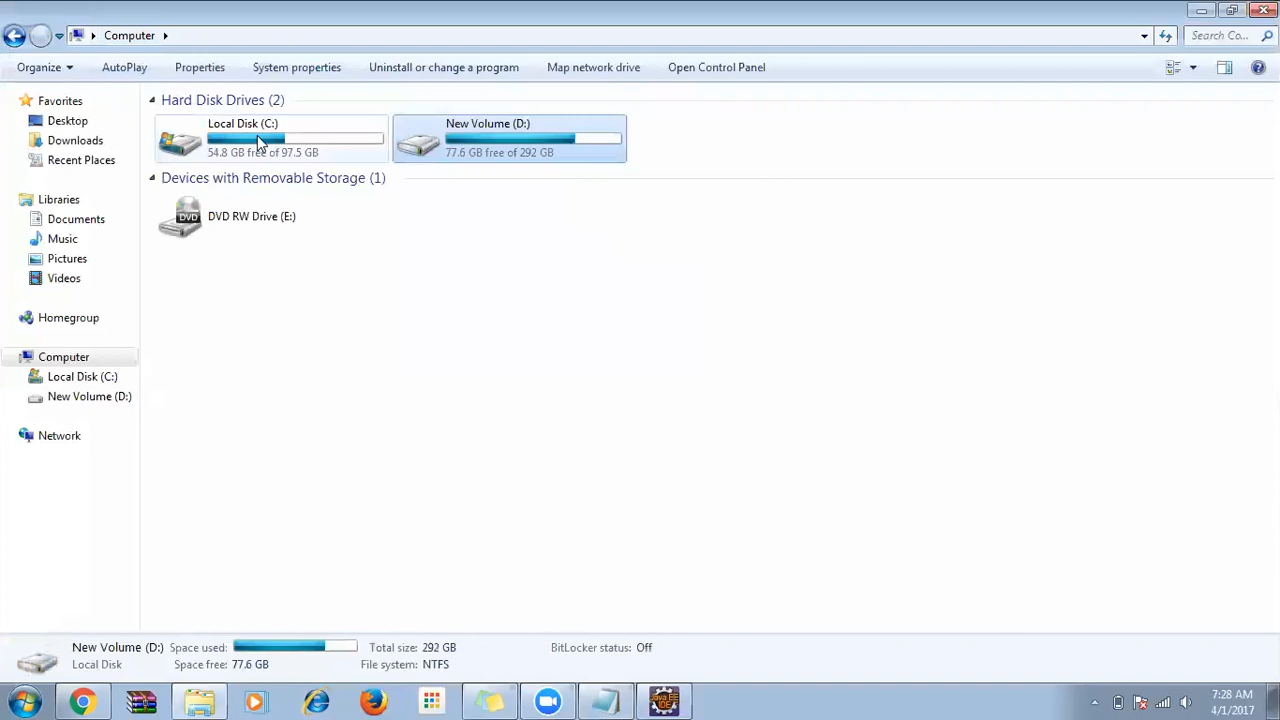 Computer
Search Co...
Organize AutoPlay Properties System properties Uninstall or change a program Map network drive Open Control Panel
Favorites
Desktop
Downloads
Recent Places
Libraries
Documents
Music
Pictures
Videos
Homegroup
Computer
Local Disk (C:)
New Volume (D:)
Network
Hard Disk Drives (2)
Local Disk (C:)
54.8 GB free of 97.5 GB
New Volume (D:)
77.6 GB free of 292 GB
Devices with Removable Storage (1)
DVD
DVD RW Drive (E:)
New Volume (D:) Space used: Total size: 292 GB BitLocker status: Off
Local Disk Space free: 77.6 GB File system: NTFS
Java EE
IDE
7:28 AM
4/1/2017